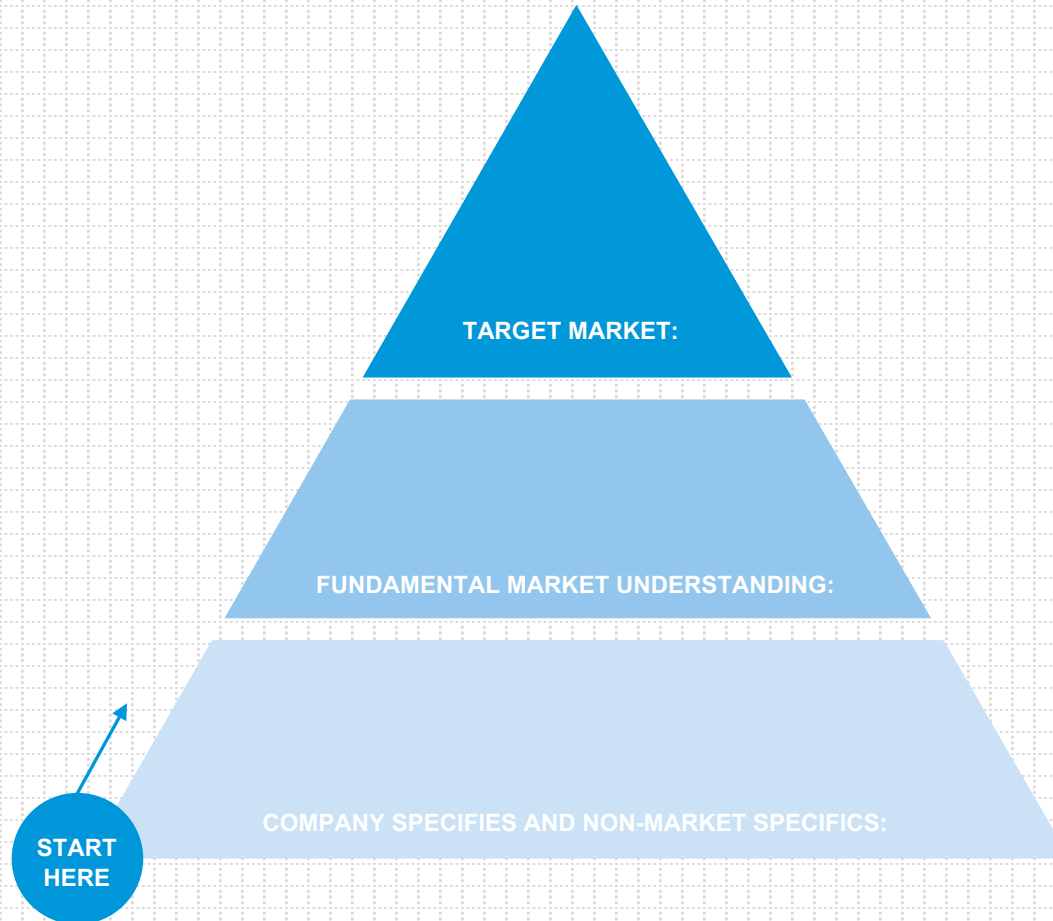 TARGET MARKET:
FUNDAMENTAL MARKET UNDERSTANDING:
COMPANY SPECIFIES AND NON-MARKET SPECIFICS:
START
HERE